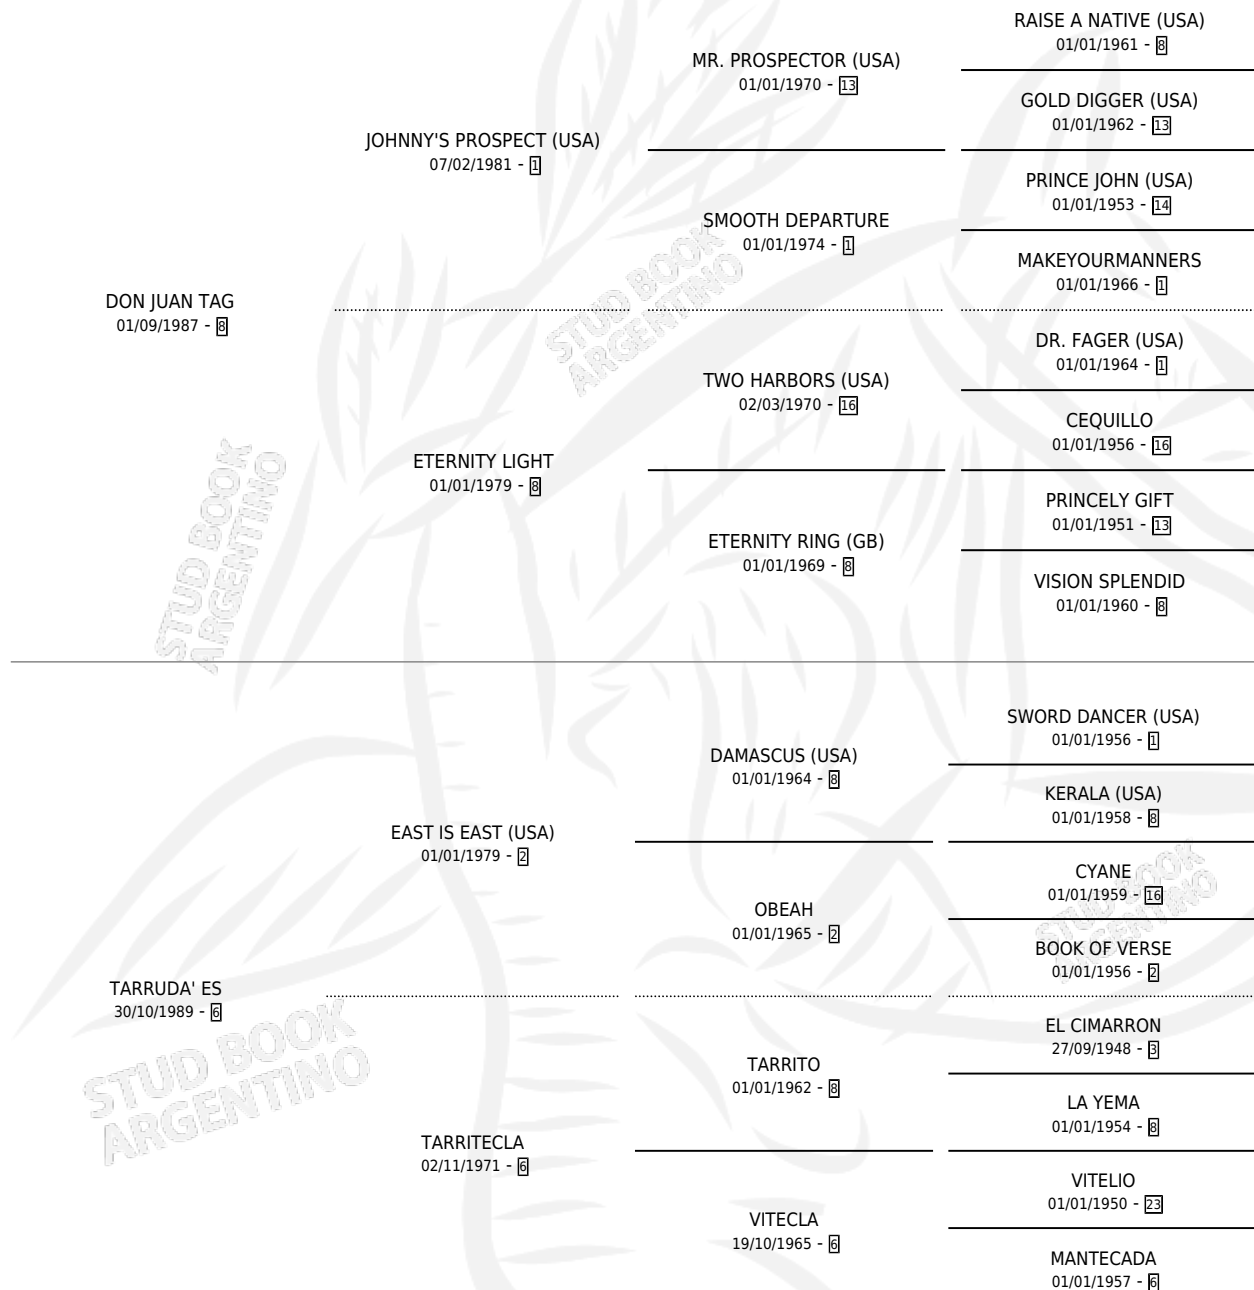 RAISE A NATIVE (USA)
01/01/1961 - 8
MR. PROSPECTOR (USA)
01/01/1970 - 13
GOLD DIGGER (USA)
01/01/1962 - 13
JOHNNY'S PROSPECT (USA)
07/02/1981 - 1
PRINCE JOHN (USA)
01/01/1953 - 14
SMOOTH DEPARTURE
01/01/1974 - 1
MAKEYOURMANNERS
01/01/1966 - 1
DON JUAN TAG
01/09/1987 - 8
DR. FAGER (USA)
01/01/1964 - 1
TWO HARBORS (USA)
02/03/1970 - 16
CEQUILLO
01/01/1956 - 16
ETERNITY LIGHT
01/01/1979 - 8
PRINCELY GIFT
01/01/1951 - 13
ETERNITY RING (GB)
01/01/1969 - 8
VISION SPLENDID
01/01/1960 - 8
SWORD DANCER (USA)
01/01/1956 - 1
DAMASCUS (USA)
01/01/1964 - 8
KERALA (USA)
01/01/1958 - 8
EAST IS EAST (USA)
01/01/1979 - 2
CYANE
01/01/1959 - 16
OBEAH
01/01/1965 - 2
BOOK OF VERSE
01/01/1956 - 2
TARRUDA' ES
30/10/1989 - 6
EL CIMARRON
27/09/1948 - 3
TARRITO
01/01/1962 - 8
LA YEMA
01/01/1954 - 8
TARRITECLA
02/11/1971 - 6
VITELIO
01/01/1950 - 23
VITECLA
19/10/1965 - 6
MANTECADA
01/01/1957 - 6
STUD BOOK
ARGENTINO
STUD BOOK
ARGENTINO
STUD BOOK
ARGENTINO
STUD BOOK
ARGENTINO